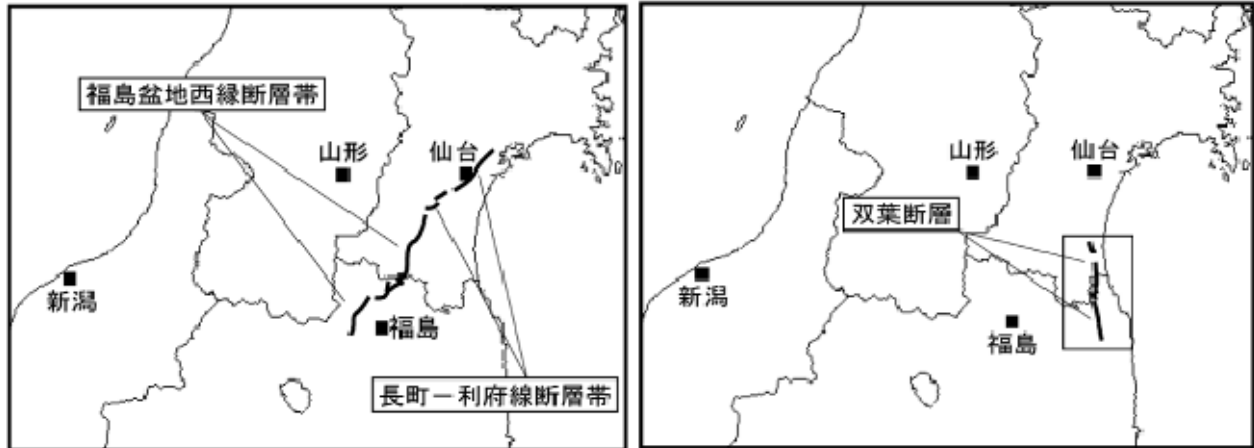 福島盆地西縁断層帯
山形
仙台
新潟
福島
長町－利府線断層帯
山形
仙台
双葉断層
新潟
福島